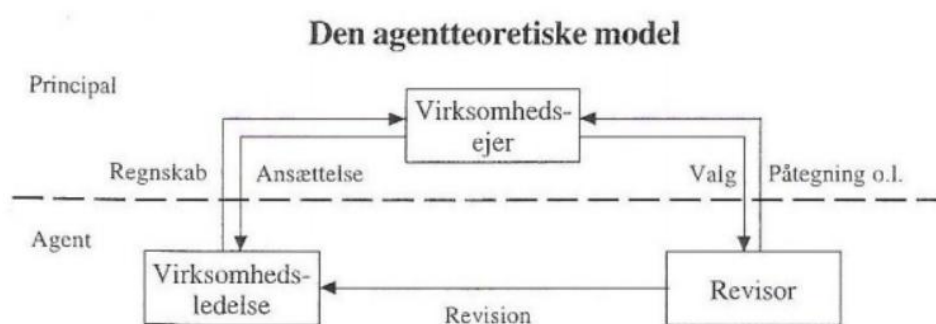 Den agentteoretiske model
Principal
Virksomheds-
ejer
Regnskab
Ansættelse
Valg
Påtegning o.l.
Agent
Virksomheds-
ledelse
Revisor
Revision